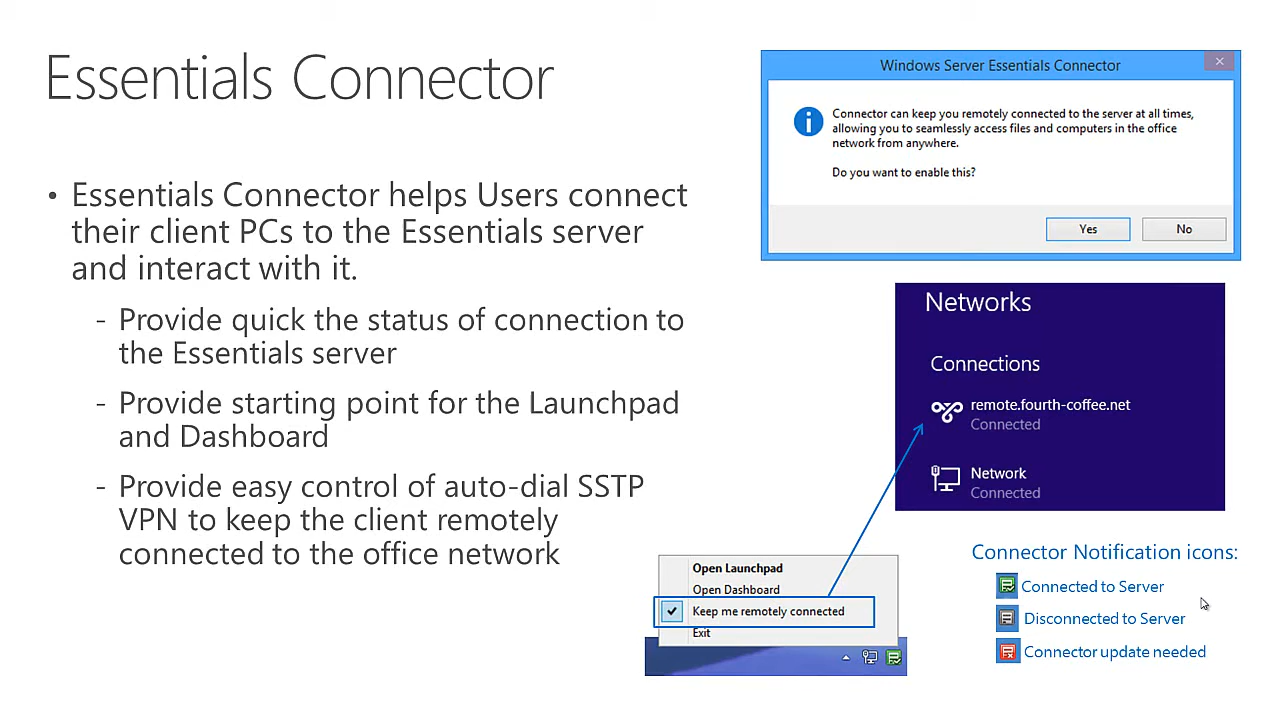 Essentials Connector
• Essentials Connector helps Users connect
their client PCs to the Essentials server
and interact with it.
- Provide quick the status of connection to
the Essentials server
- Provide starting point for the Launchpad
and Dashboard
- Provide easy control of auto-dial SSTP
VPN to keep the client remotely
connected to the office network
Windows Server Essentials Connector
Connector can keep you remotely connected to the server at all times,
allowing you to seamlessly access files and computers in the office
network from anywhere.
Do you want to enable this?
Yes No
Networks
Connections
remote.fourth-coffee.net
Connected
Network
Connected
Open Launchpad
Open Dashboard
Keep me remotely connected
Exit
Connector Notification icons:
Connected to Server
Disconnected to Server
Connector update needed